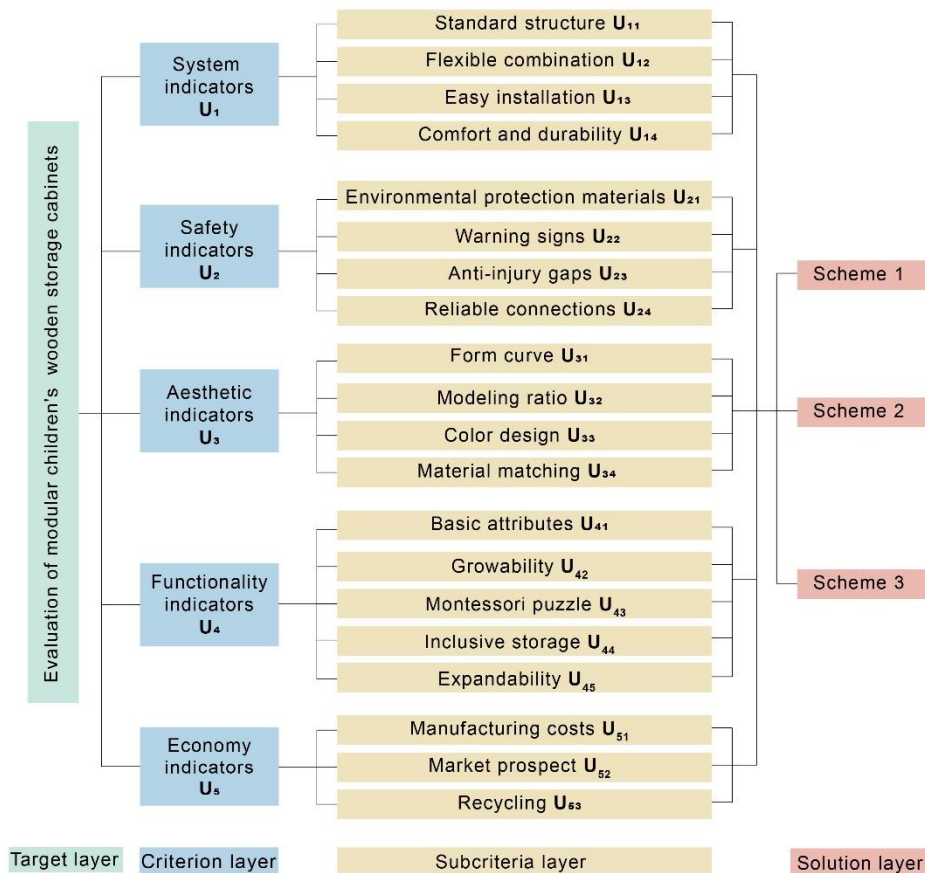 Evaluation of modular children's wooden storage cabinets
System
indicators
U₁
Standard structure U₁₁
Flexible combination U₁₂
Easy installation U₁₃
Comfort and durability U₁₄
Safety
indicators
U₂
Environmental protection materials U₂₁
Warning signs U₂₂
Anti-injury gaps U₂₃
Reliable connections U₂₄
Aesthetic
indicators
U₃
Form curve U₃₁
Modeling ratio U₃₂
Color design U₃₃
Material matching U₃₄
Functionality
indicators
U₄
Basic attributes U₄₁
Growability U₄₂
Montessori puzzle U₄₃
Inclusive storage U₄₄
Expandability U₄₅
Economy
indicators
U₅
Manufacturing costs U₅₁
Market prospect U₅₂
Recycling U₅₃
Scheme 1
Scheme 2
Scheme 3
Target layer
Criterion layer
Subcriteria layer
Solution layer